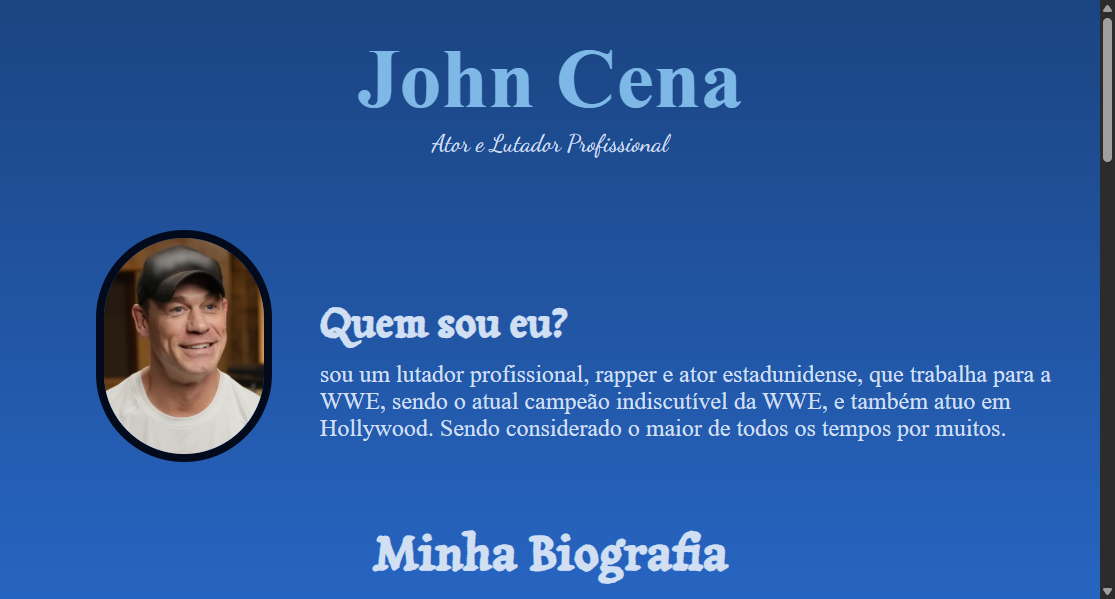 John Cena
Ator e Lutador Profissional
Quem sou eu?
sou um lutador profissional, rapper e ator estadunidense, que trabalha para a
WWE, sendo o atual campeão indiscutível da WWE, e também atuo em
Hollywood. Sendo considerado o maior de todos os tempos por muitos.
Minha Biografia